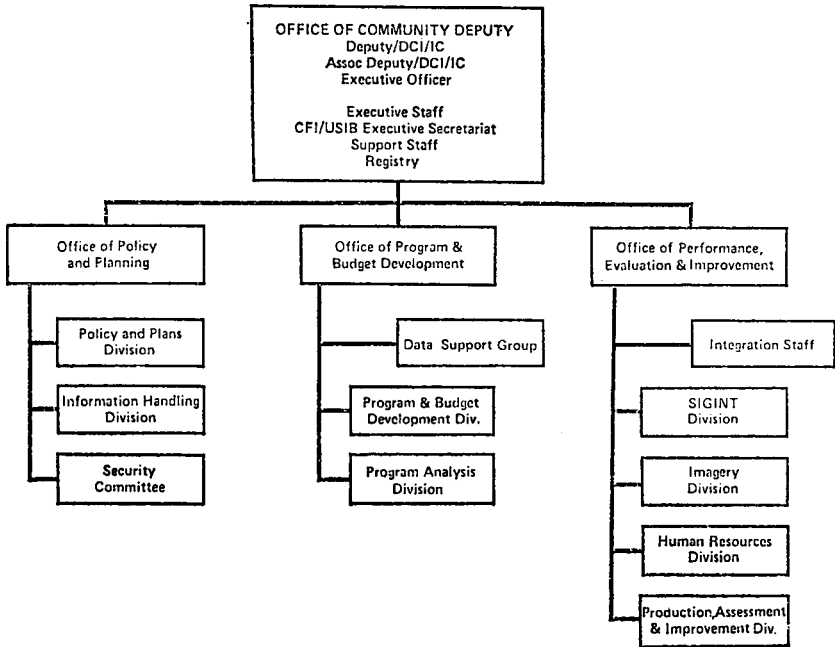 OFFICE OF COMMUNITY DEPUTY
Deputy/DCI/IC
Assoc Deputy/DCI/IC
Executive Officer
Executive Staff
CFI/USIB Executive Secretariat
Support Staff
Registry
Office of Policy
and Planning
Office of Program &
Budget Development
Office of Performance,
Evaluation & Improvement
Policy and Plans
Division
Information Handling
Division
Security
Committee
Data Support Group
Program & Budget
Development Div.
Program Analysis
Division
Integration Staff
SIGINT
Division
Imagery
Division
Human Resources
Division
Production, Assessment
& Improvement Div.